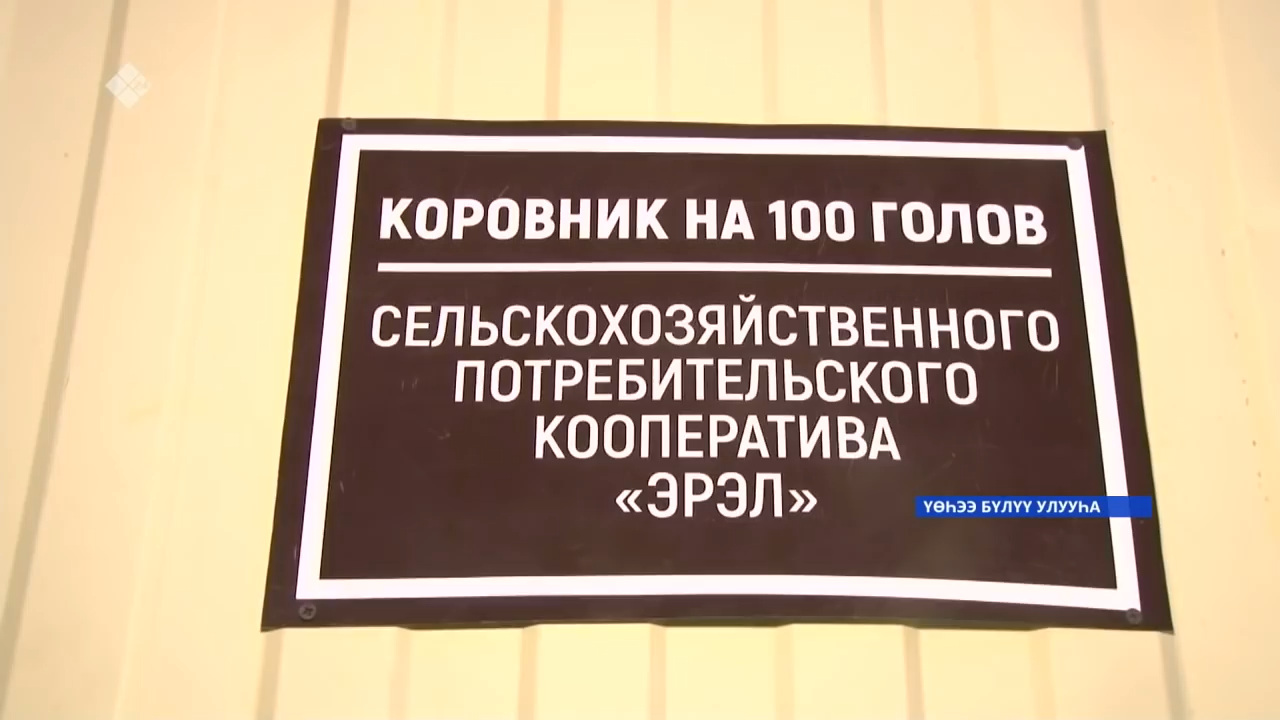 КОРОВНИК НА 100 ГОЛОВ
СЕЛЬСКОХОЗЯЙСТВЕННОГО
ПОТРЕБИТЕЛЬСКОГО
КООПЕРАТИВА
«ЭРЭЛ»
ҮӨҺЭЭ БҮЛҮҮ УЛУУҺА